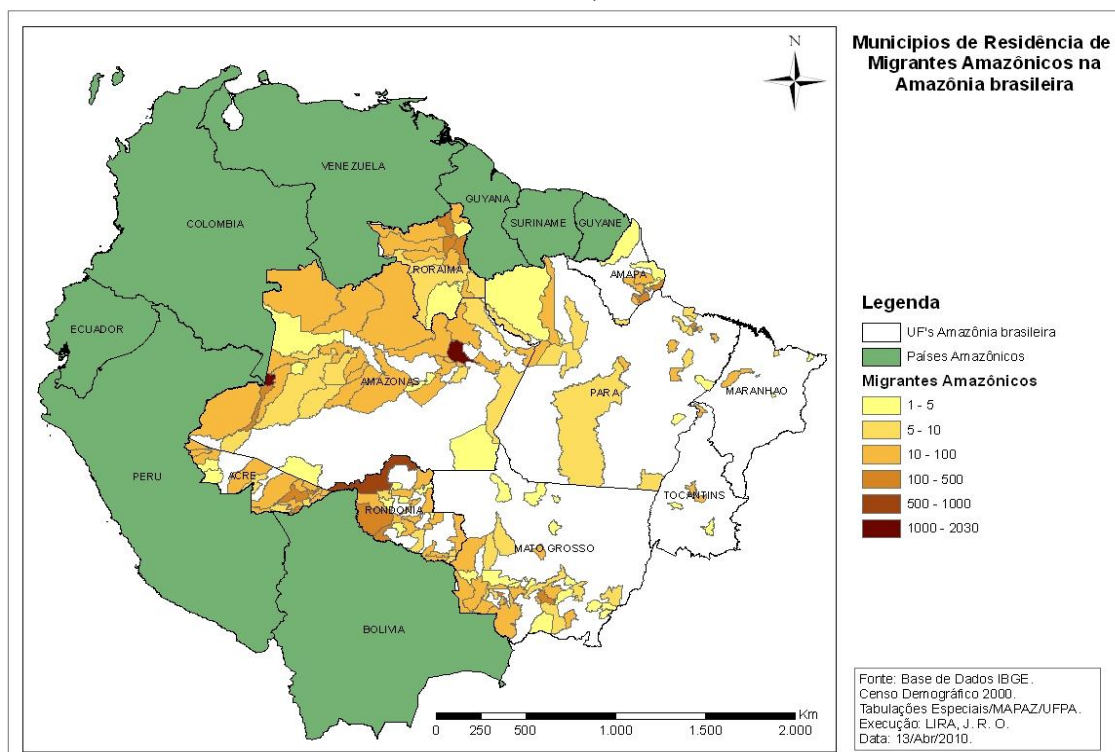 N
Municipios de Residência de
Migrantes Amazônicos na
Amazônia brasileira
VENEZUELA
GUYANA
COLOMBIA
SURINAME
GUYANE
RORAIMA
AMAPA
ECUADOR
AMAZONAS
PARA
MARANHAO
PERU
ACRE
TOCANTINS
RONDONIA
MATO GROSSO
BOLIVIA
Legenda
UF's Amazônia brasileira
Países Amazônicos
Migrantes Amazônicos
1 - 5
5 - 10
10 - 100
100 - 500
500 - 1000
1000 - 2030
Km
0 250 500 1.000 1.500 2.000
Fonte: Base de Dados IBGE.
Censo Demográfico 2000.
Tabulações Especiais/MAPAZ/UFPA.
Execução: LIRA, J. R. O.
Data: 13/Abr/2010.